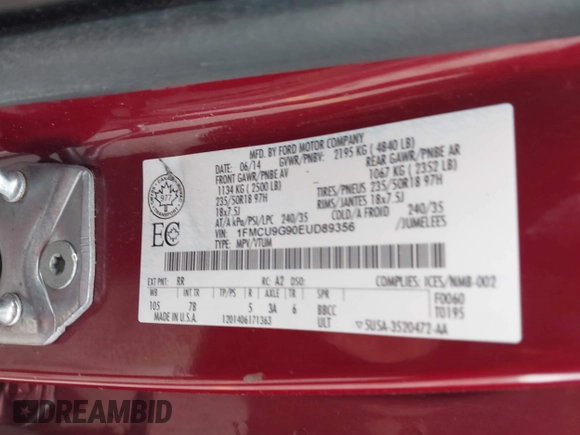 MFD. BY FORD MOTOR COMPANY
DATE: 06/14 GVWR/PNBV: 2195 KG ( 4840 LB)
FRONT GAWR/PNBE AV REAR GAWR/PNBE AR
1134 KG ( 2500 LB) 1067 KG ( 2352 LB)
235/50R18 97H TIRES/PNEUS 235/50R18 97H
18x7.5J RIMS/JANTES 18x7.5J
AT/A kPa/PSI/LPC 240/35 COLD/A FROID 240/35
VIN: 1FMCU9G90EUD89356 /JUMELEES
TYPE: MPV/VTUM
977
EC
EXT PNT: RR RC: A2 DSO: COMPLIES: ICES/NMB-002
WB INT TR TP/PS R AXLE TR SPR F0060
105 7B 5 3A 6 BBCC T0195
MADE IN U.S.A. 1201406171363 ULT 5U5A-3520472-AA
DREAMBID